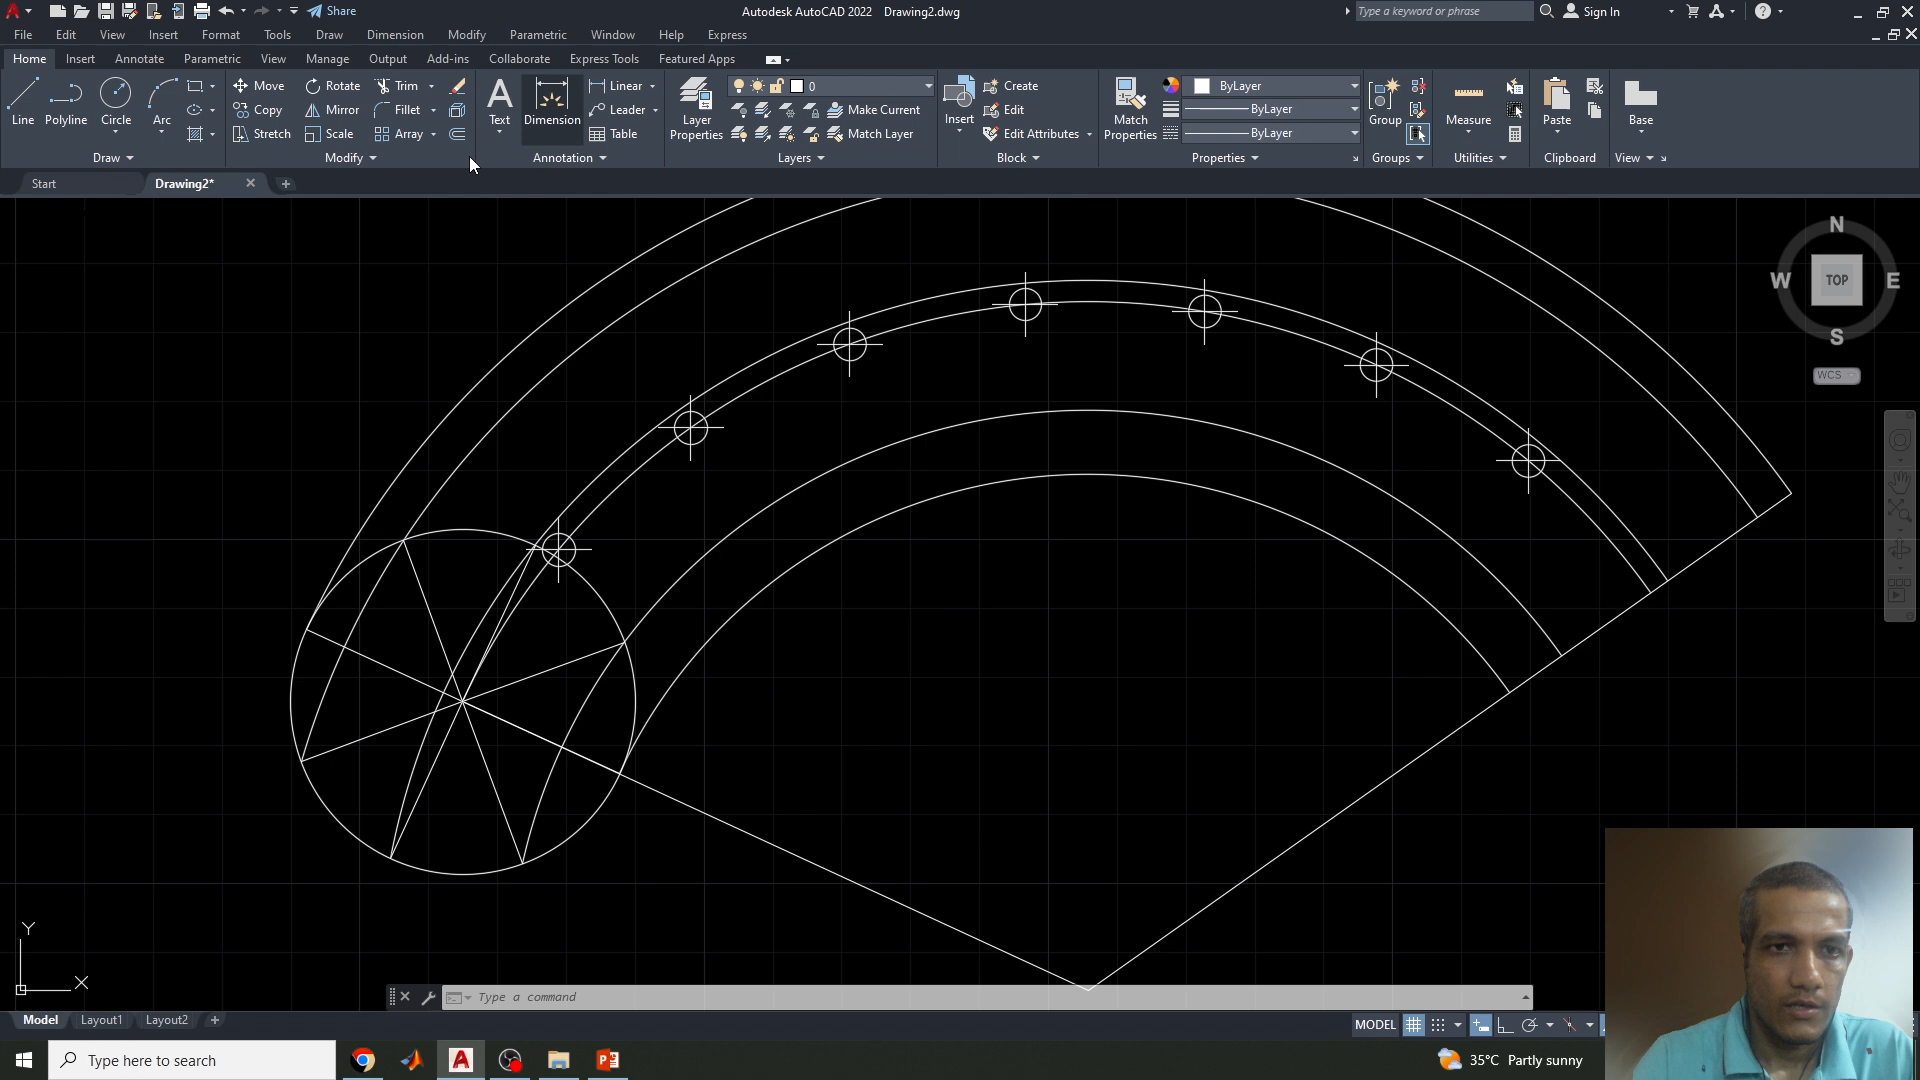 Share
Autodesk AutoCAD 2022 Drawing2.dwg
Type a keyword or phrase
Sign In
File Edit View Insert Format Tools Draw Dimension Modify Parametric Window Help Express
Home Insert Annotate Parametric View Manage Output Add-ins Collaborate Express Tools Featured Apps
Line Polyline Circle Arc
Move Rotate Trim
Copy Mirror Fillet
Stretch Scale Array
Text Dimension
Linear
Leader
Table
Layer Properties
0
Make Current
Match Layer
Insert
Create
Edit
Edit Attributes
Match Properties
ByLayer
ByLayer
ByLayer
Group
Measure
Paste
Base
Draw Modify Annotation Layers Block Properties Groups Utilities Clipboard View
Start Drawing2*
N
W TOP E
S
WCS
Y
X
Type a command
Model Layout1 Layout2
MODEL
Type here to search
35°C Partly sunny